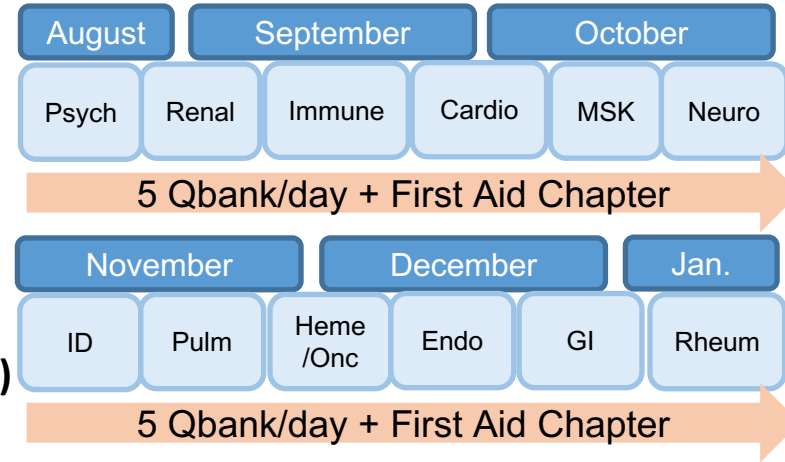 August September October
Psych Renal Immune Cardio MSK Neuro
5 Qbank/day + First Aid Chapter
November December Jan.
ID Pulm Heme
/Onc Endo GI Rheum
)
5 Qbank/day + First Aid Chapter